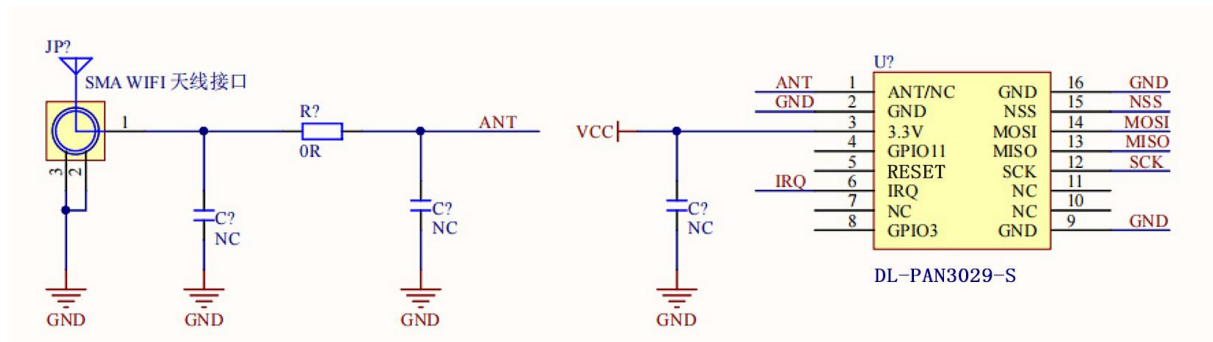 JP?
SMA WIFI 天线接口
1
3
2
GND
C?
NC
GND
R?
0R
ANT
C?
NC
GND
VCC
C?
NC
GND
U?
ANT 1 ANT/NC GND 16 GND
GND 2 GND NSS 15 NSS
3 3.3V MOSI 14 MOSI
4 GPIO11 MISO 13 MISO
5 RESET SCK 12 SCK
IRQ 6 IRQ NC 11
7 NC NC 10
8 GPIO3 GND 9 GND
DL-PAN3029-S